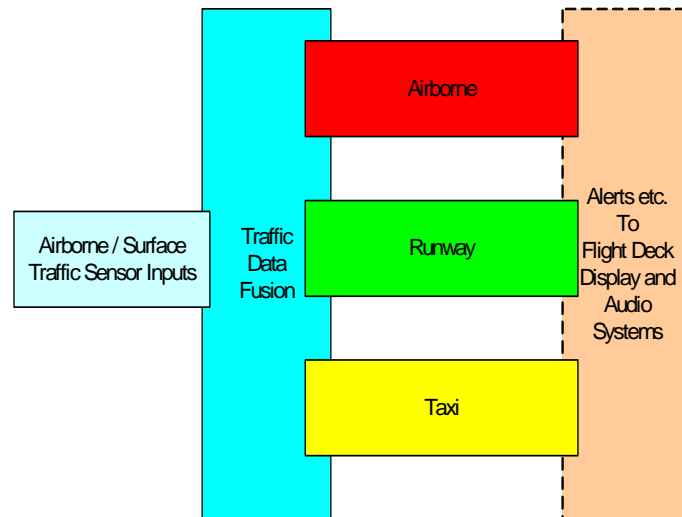 Airborne
Airborne / Surface
Traffic Sensor Inputs
Traffic
Data
Fusion
Runway
Taxi
Alerts etc.
To
Flight Deck
Display and
Audio
Systems